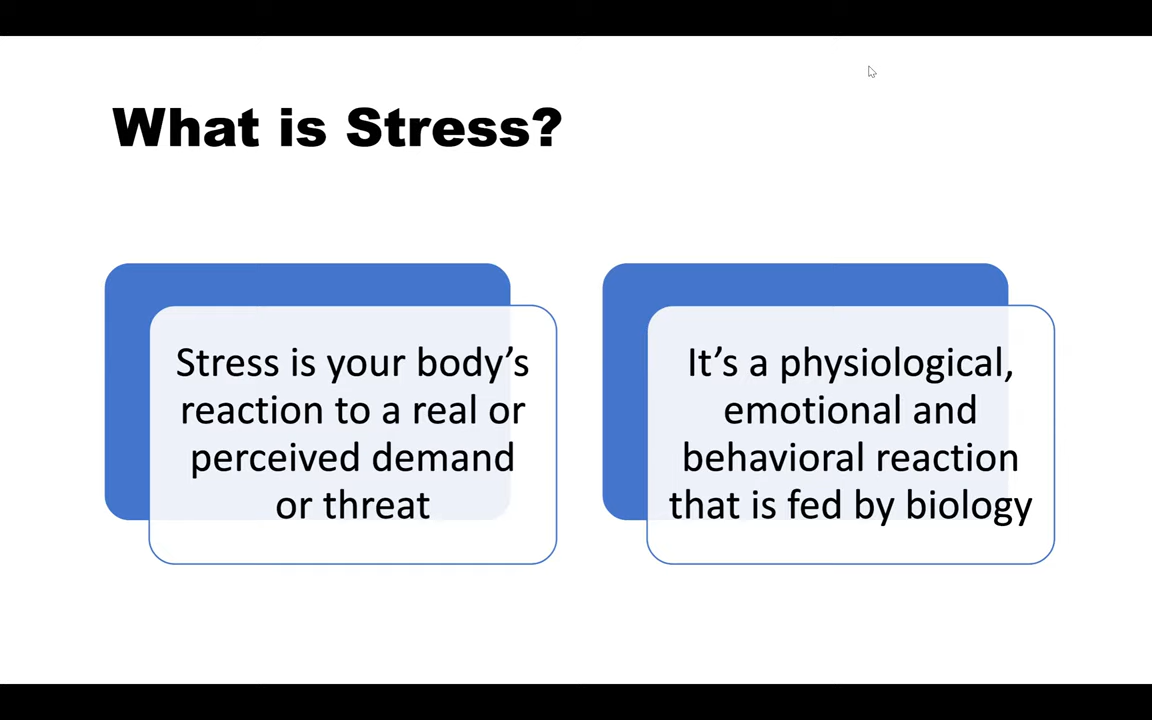 What is Stress?
Stress is your body’s
reaction to a real or
perceived demand
or threat
It’s a physiological,
emotional and
behavioral reaction
that is fed by biology